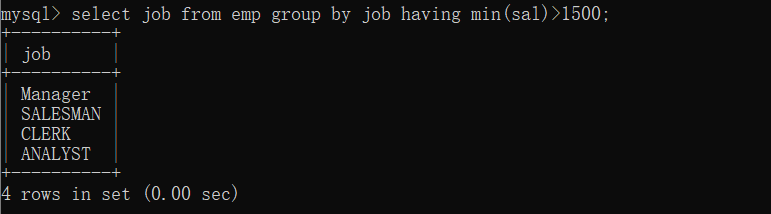 mysql> select job from emp group by job having min(sal)>1500;
+----------+
| job      |
+----------+
| Manager  |
| SALESMAN |
| CLERK    |
| ANALYST  |
+----------+
4 rows in set (0.00 sec)